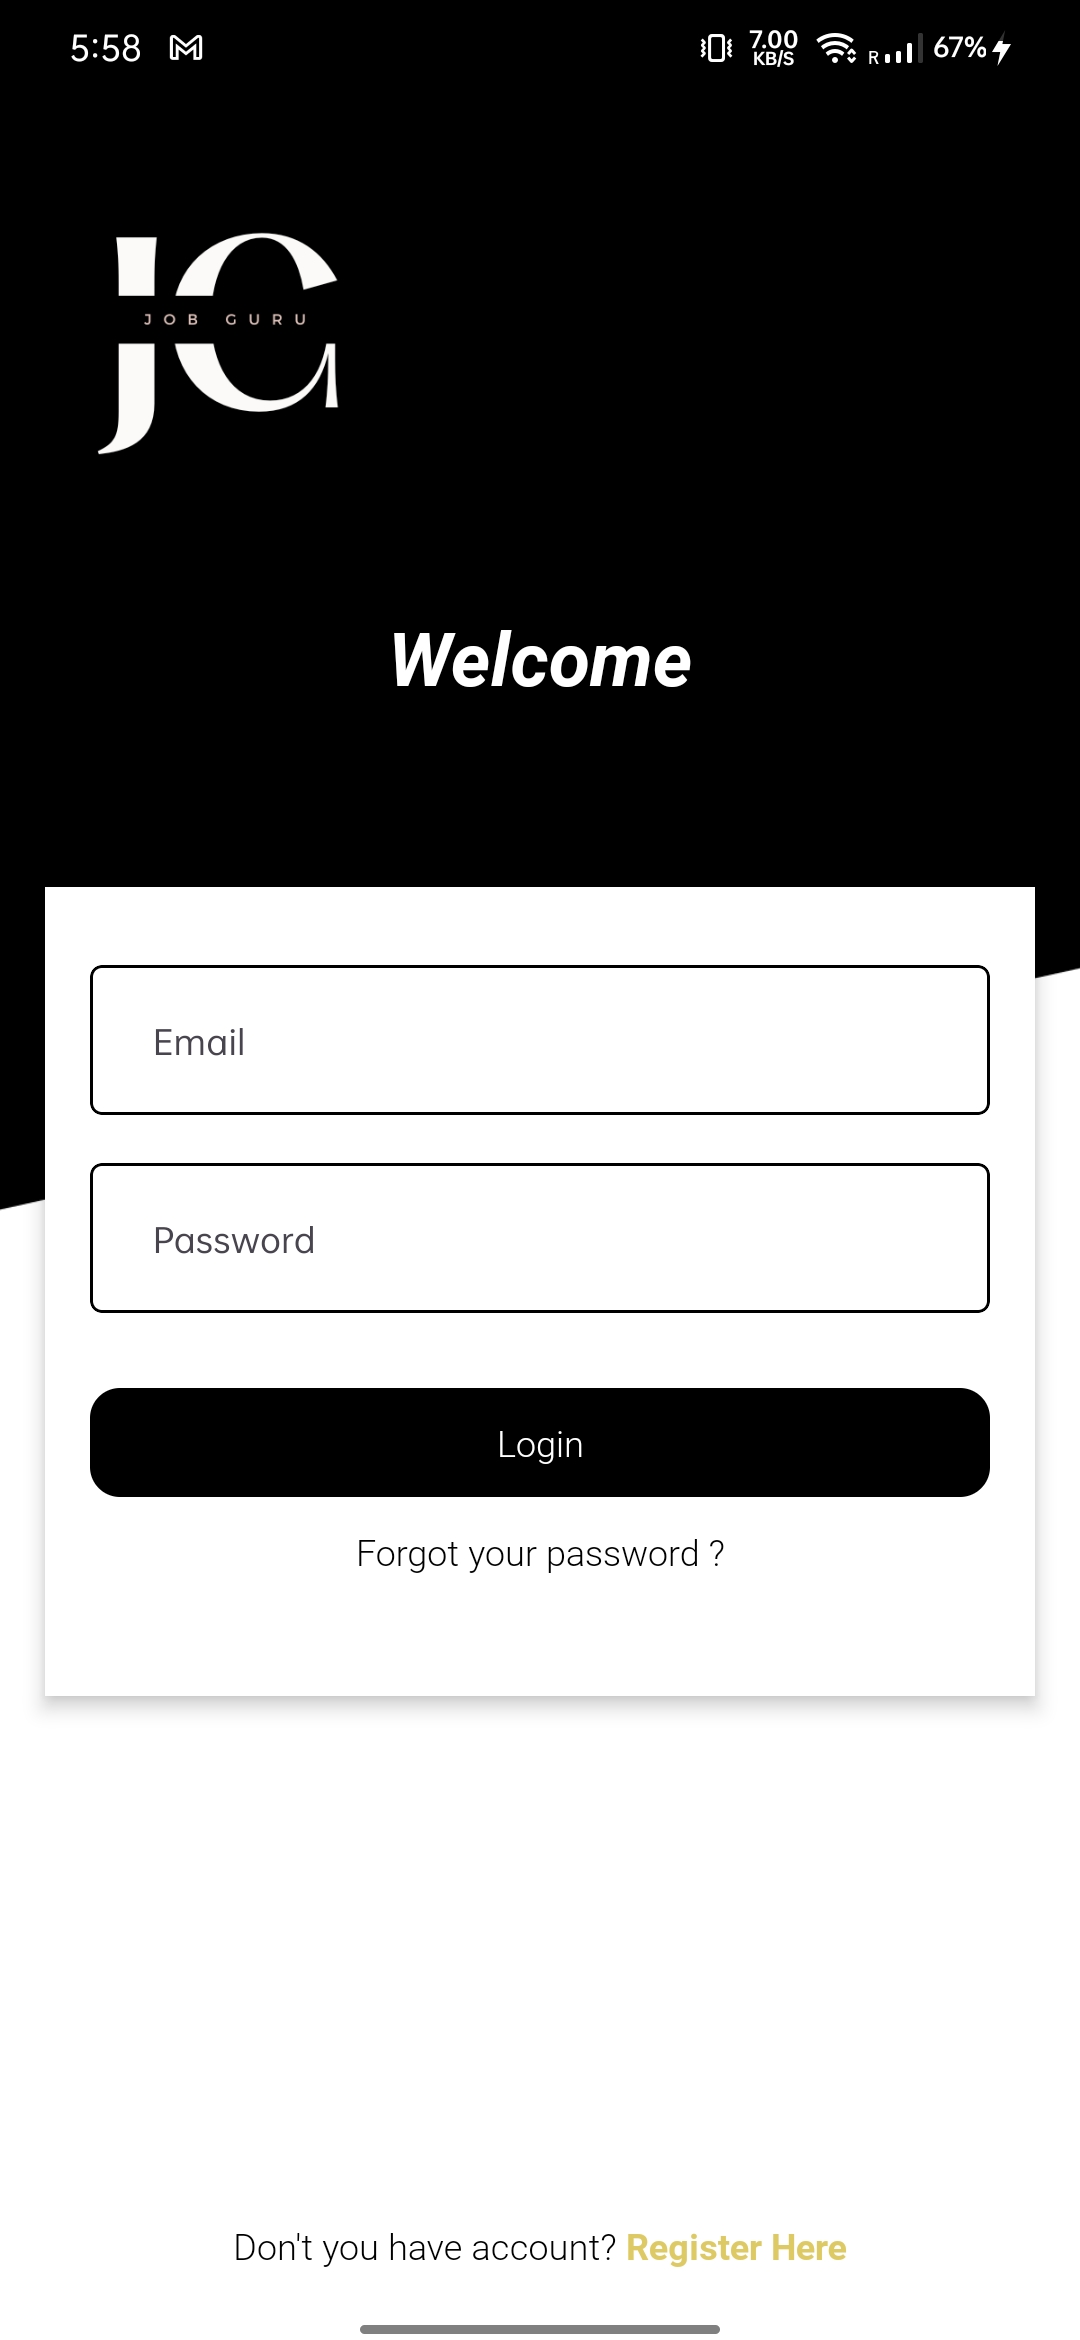 5:58 7.00 KB/S R 67%
JG
JOB GURU
Welcome
Email
Password
Login
Forgot your password ?
Don't you have account? Register Here